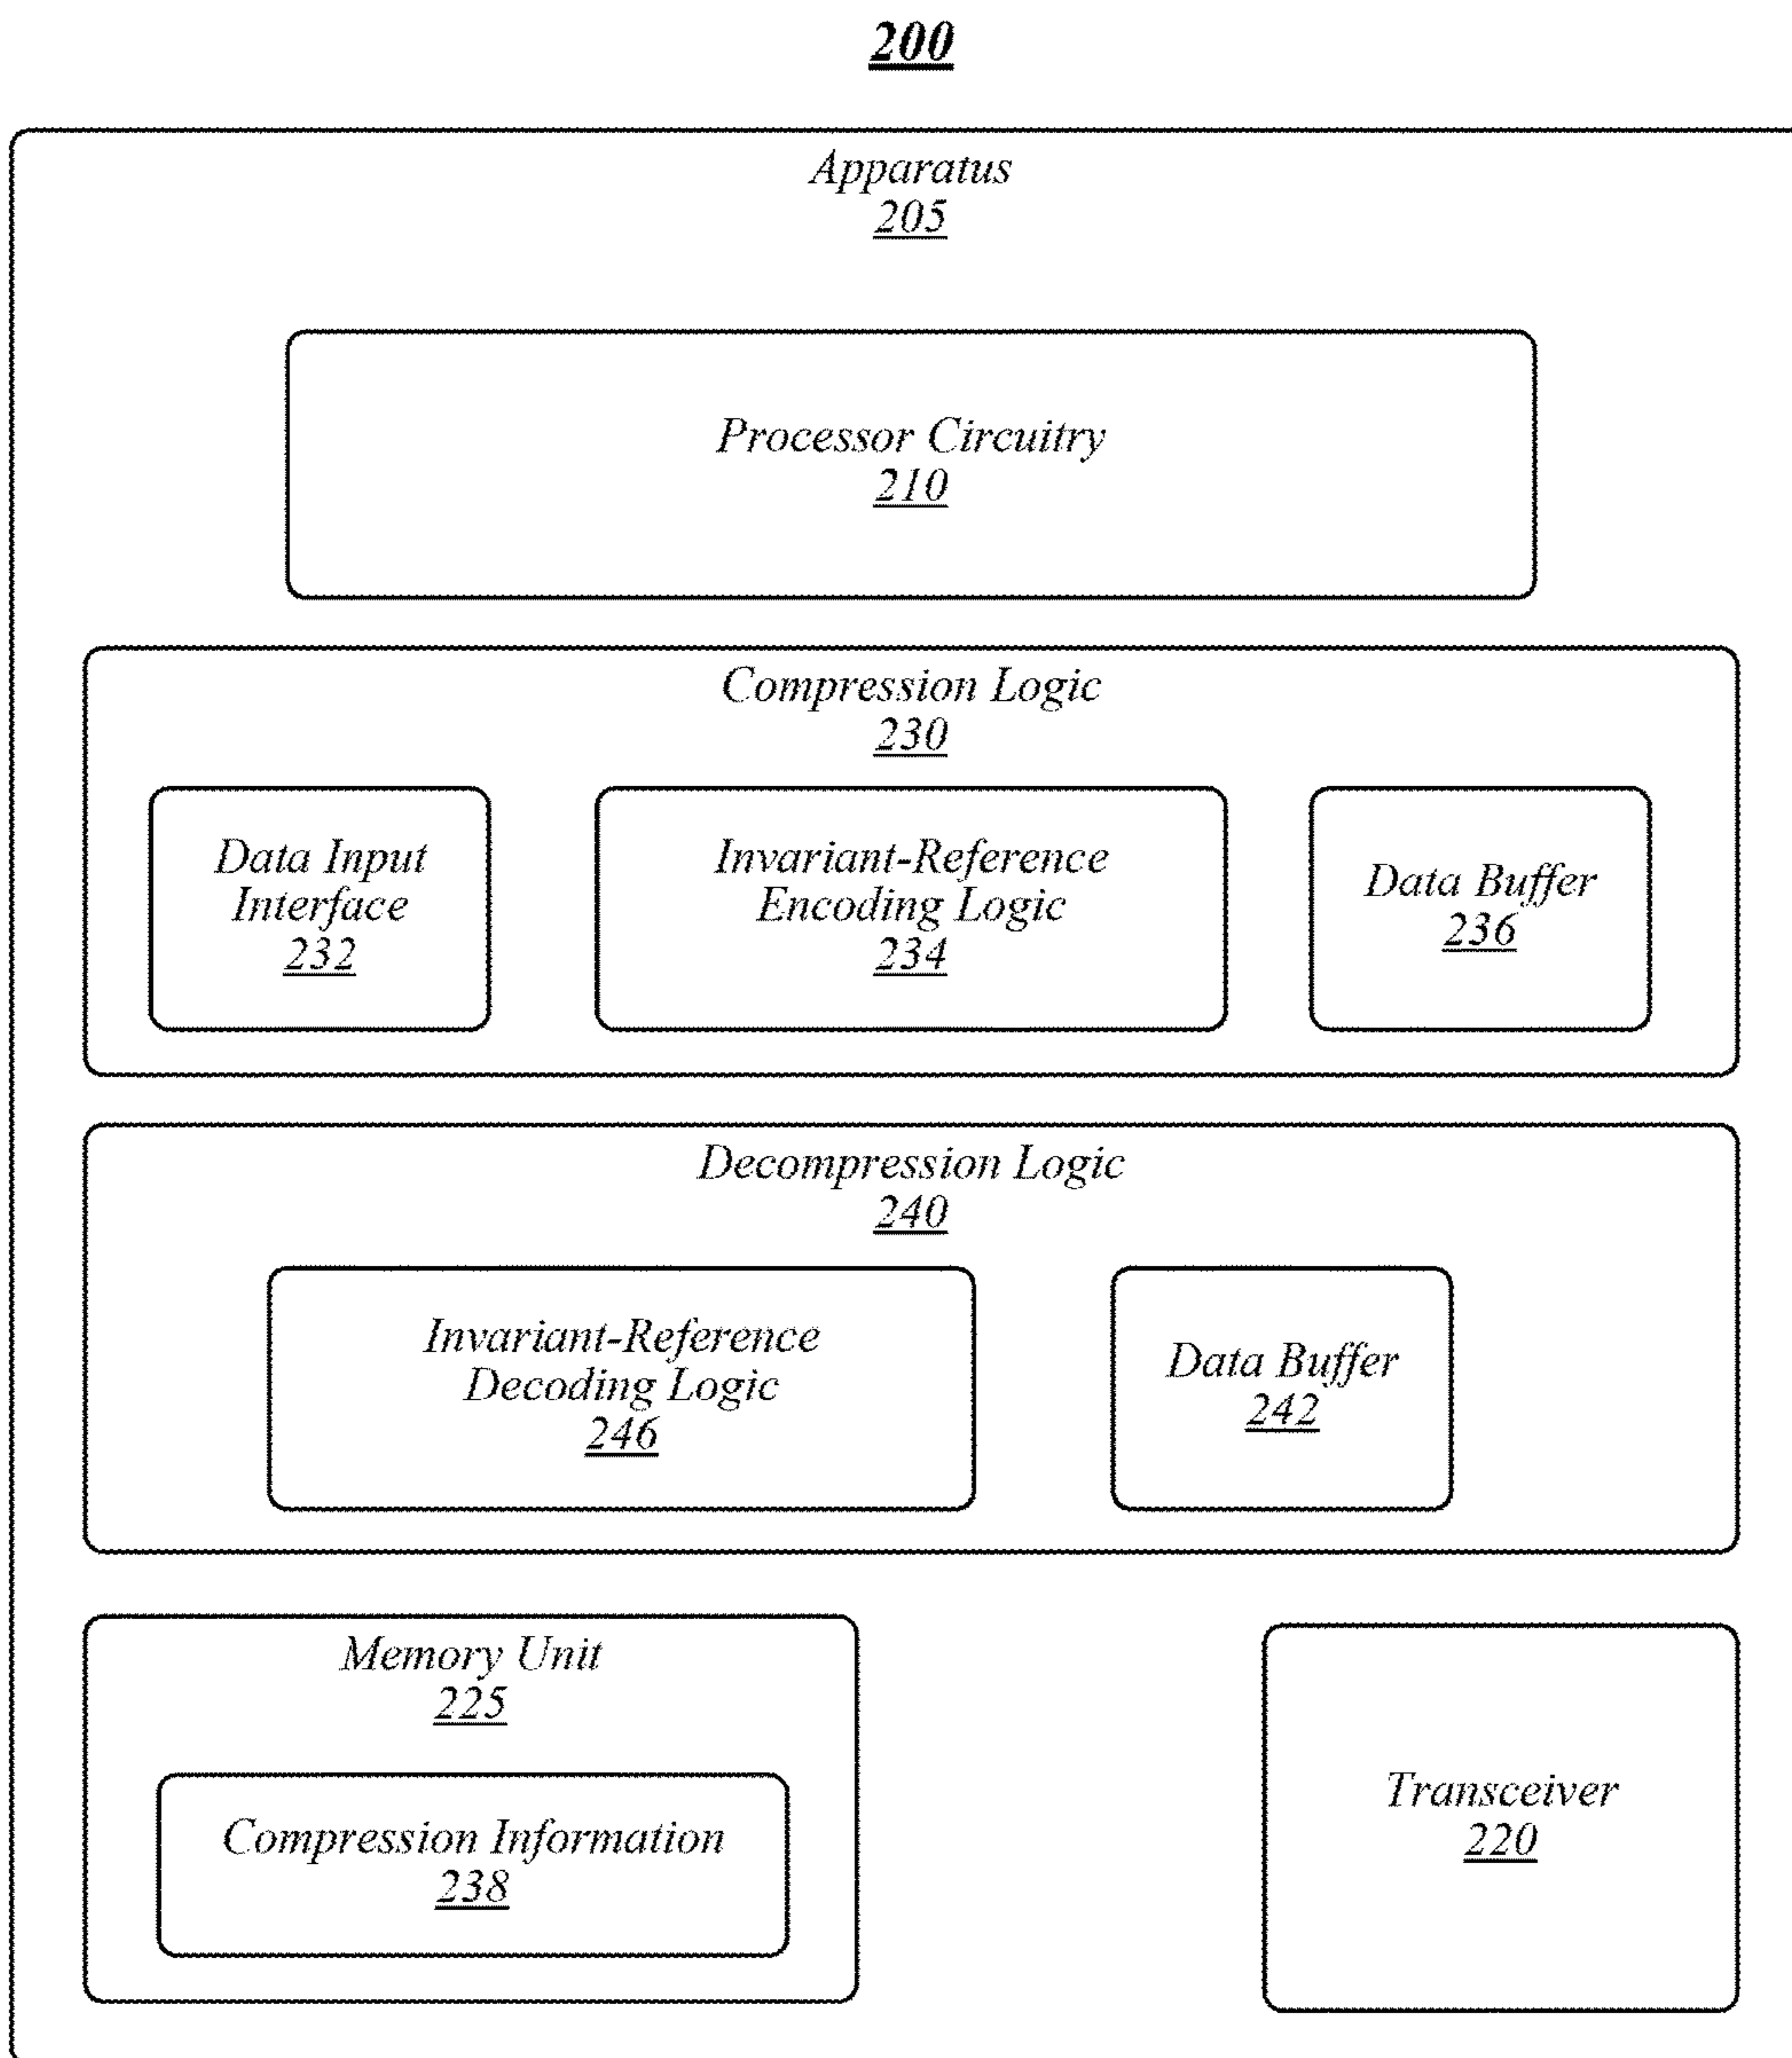 200
Apparatus
205
Processor Circuitry
210
Compression Logic
230
Data Input
Interface
232
Invariant-Reference
Encoding Logic
234
Data Buffer
236
Decompression Logic
240
Invariant-Reference
Decoding Logic
246
Data Buffer
242
Memory Unit
225
Compression Information
238
Transceiver
220